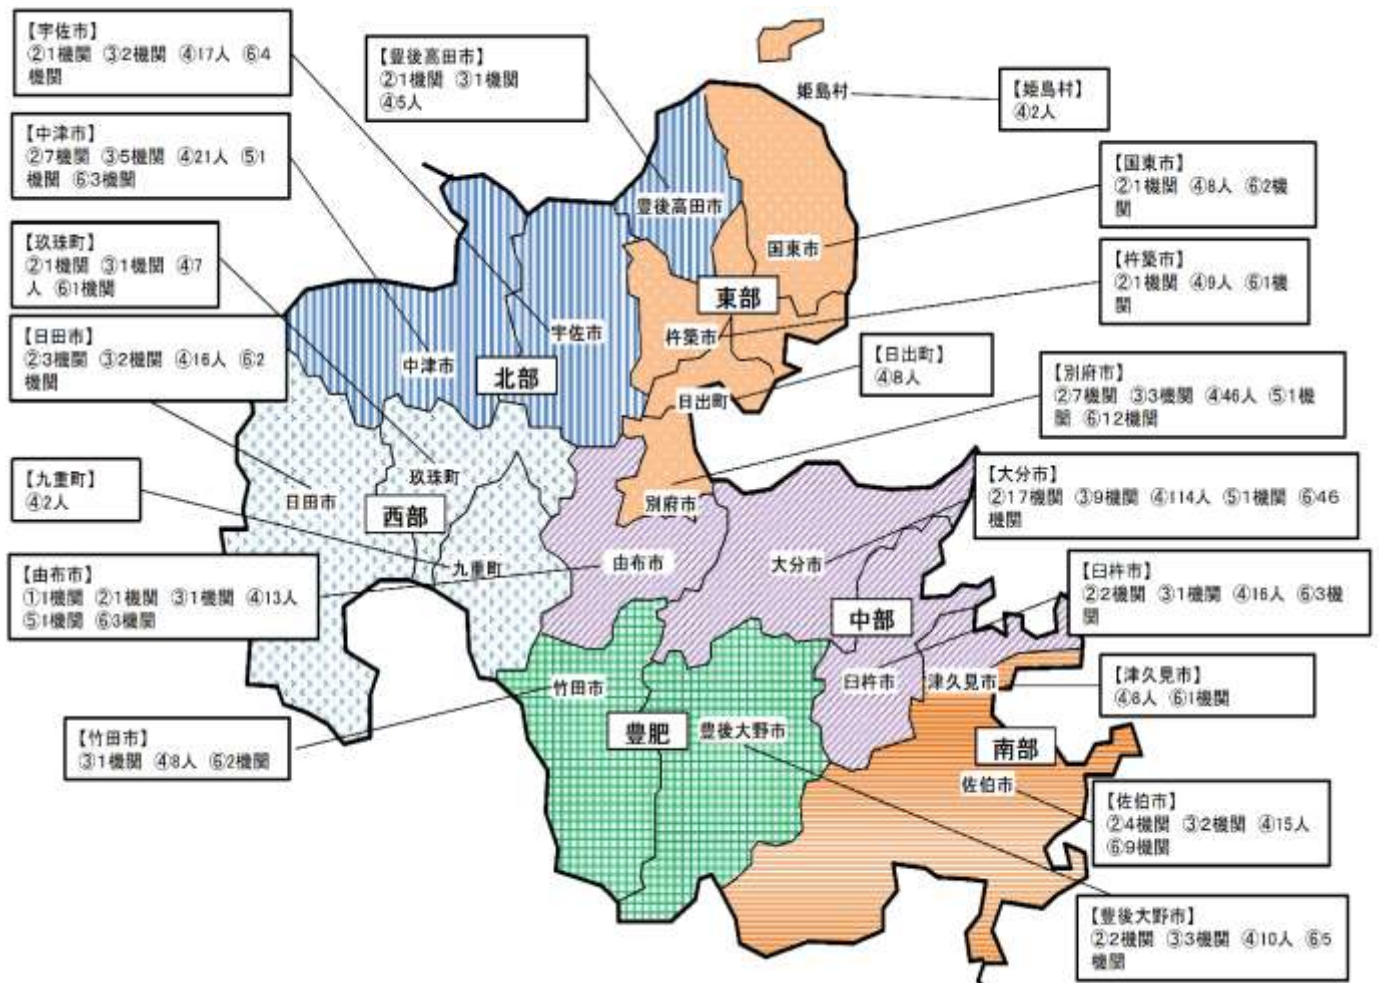 【宇佐市】
②1機関 ③2機関 ④17人 ⑥4
機関
【豊後高田市】
②1機関 ③1機関
④5人
姫島村
【姫島村】
④2人
【中津市】
②7機関 ③5機関 ④21人 ⑤1
機関 ⑥3機関
【国東市】
②1機関 ④8人 ⑥2機
関
豊後高田市
国東市
【玖珠町】
②1機関 ③1機関 ④7
人 ⑥1機関
【杵築市】
②1機関 ④9人 ⑥1機
関
東部
杵築市
宇佐市
中津市
北部
【日田市】
②3機関 ③2機関 ④16人 ⑥2
機関
【日出町】
④8人
日出町
【別府市】
②7機関 ③3機関 ④46人 ⑤1機
関 ⑥12機関
【九重町】
④2人
玖珠町
日田市
西部
別府市
【大分市】
②17機関 ③9機関 ④114人 ⑤1機関 ⑥46
機関
九重町
由布市
大分市
【由布市】
①1機関 ②1機関 ③1機関 ④13人
⑤1機関 ⑥3機関
【臼杵市】
②2機関 ③1機関 ④16人 ⑥3機
関
中部
臼杵市
津久見市
【津久見市】
④6人 ⑥1機関
竹田市
豊肥
豊後大野市
【竹田市】
③1機関 ④8人 ⑥2機関
南部
佐伯市
【佐伯市】
②4機関 ③2機関 ④15人
⑥9機関
【豊後大野市】
②2機関 ③3機関 ④10人 ⑥5
機関